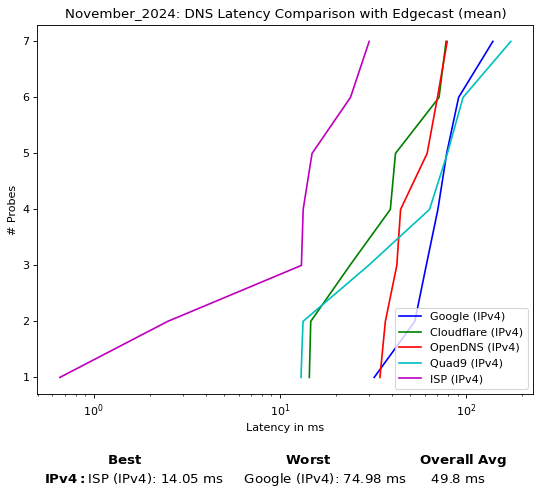 November_2024: DNS Latency Comparison with Edgecast (mean)
# Probes
7
6
5
4
3
2
1
Google (IPv4)
Cloudflare (IPv4)
OpenDNS (IPv4)
Quad9 (IPv4)
ISP (IPv4)
10⁰ 10¹ 10²
Latency in ms
Best Worst Overall Avg
IPv4: ISP (IPv4): 14.05 ms Google (IPv4): 74.98 ms 49.8 ms